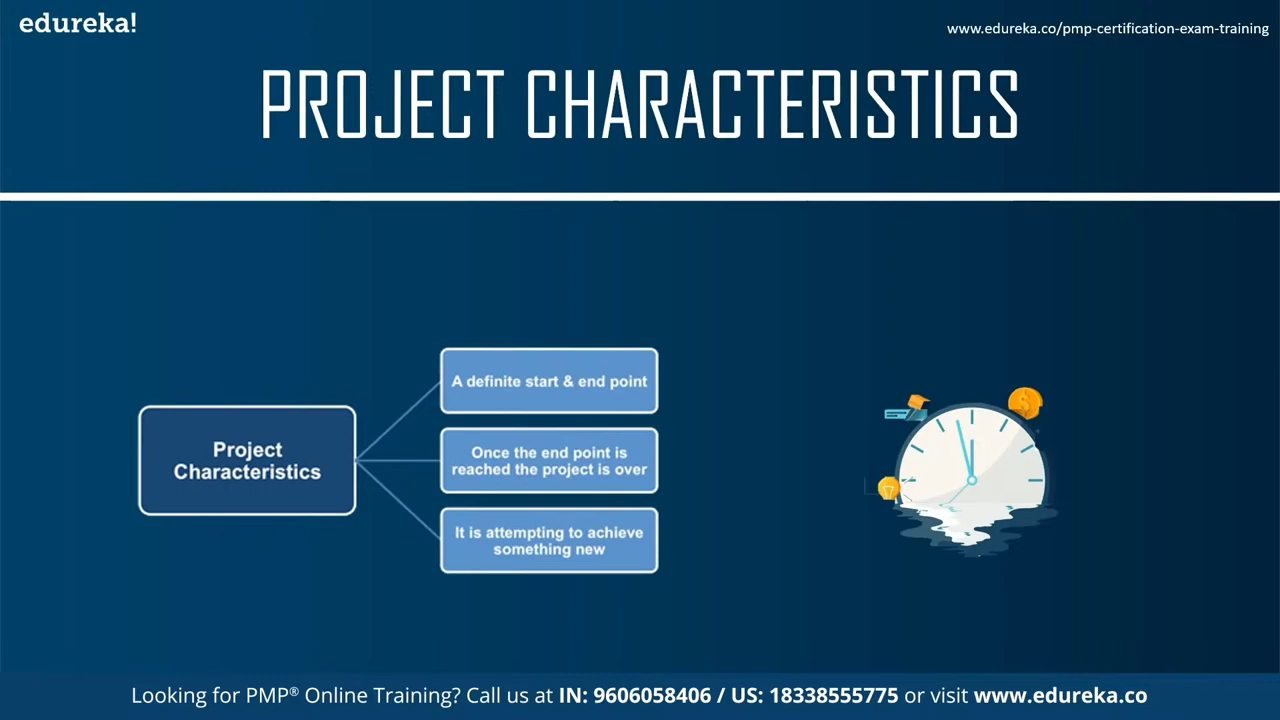 edureka!
www.edureka.co/pmp-certification-exam-training
PROJECT CHARACTERISTICS
Project
Characteristics
A definite start & end point
Once the end point is
reached the project is over
It is attempting to achieve
something new
Looking for PMP® Online Training? Call us at IN: 9606058406 / US: 18338555775 or visit www.edureka.co